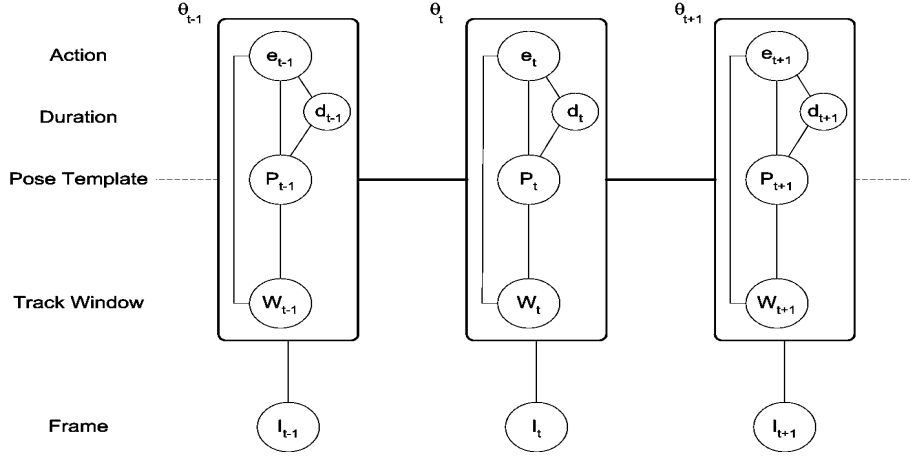 θt-1 θt θt+1
Action et-1 et et+1
Duration dt-1 dt dt+1
Pose Template Pt-1 Pt Pt+1
Track Window Wt-1 Wt Wt+1
Frame It-1 It It+1